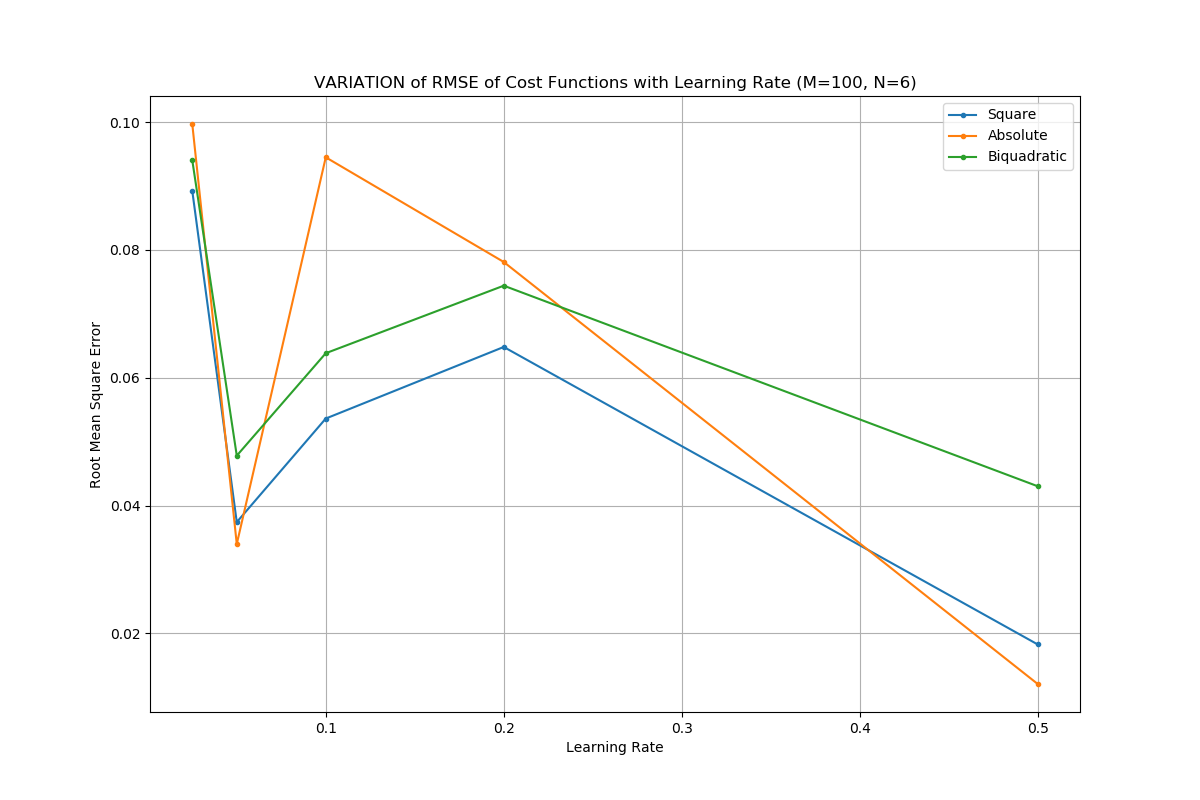 VARIATION of RMSE of Cost Functions with Learning Rate (M=100, N=6)
Square
Absolute
Biquadratic
0.10
0.08
0.06
0.04
0.02
Root Mean Square Error
0.1 0.2 0.3 0.4 0.5
Learning Rate